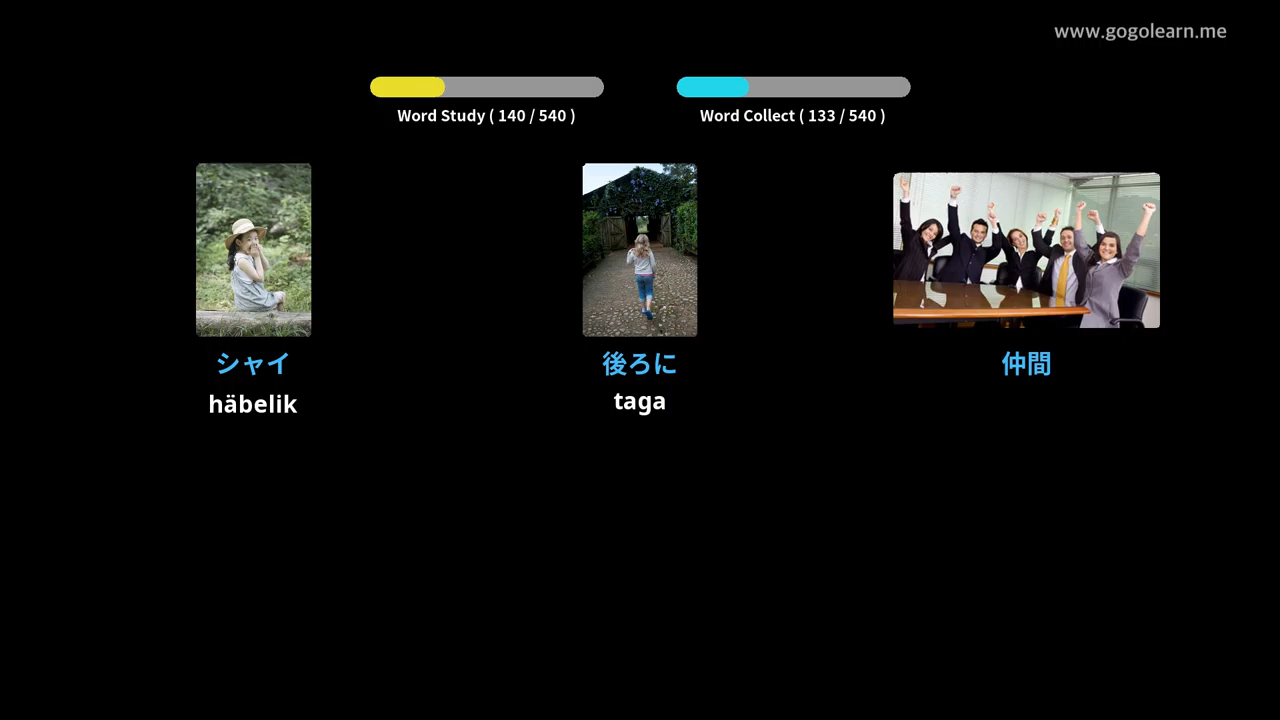 www.gogolearn.me
Word Study ( 140 / 540 )
Word Collect ( 133 / 540 )
シャイ
häbelik
後ろに
taga
仲間